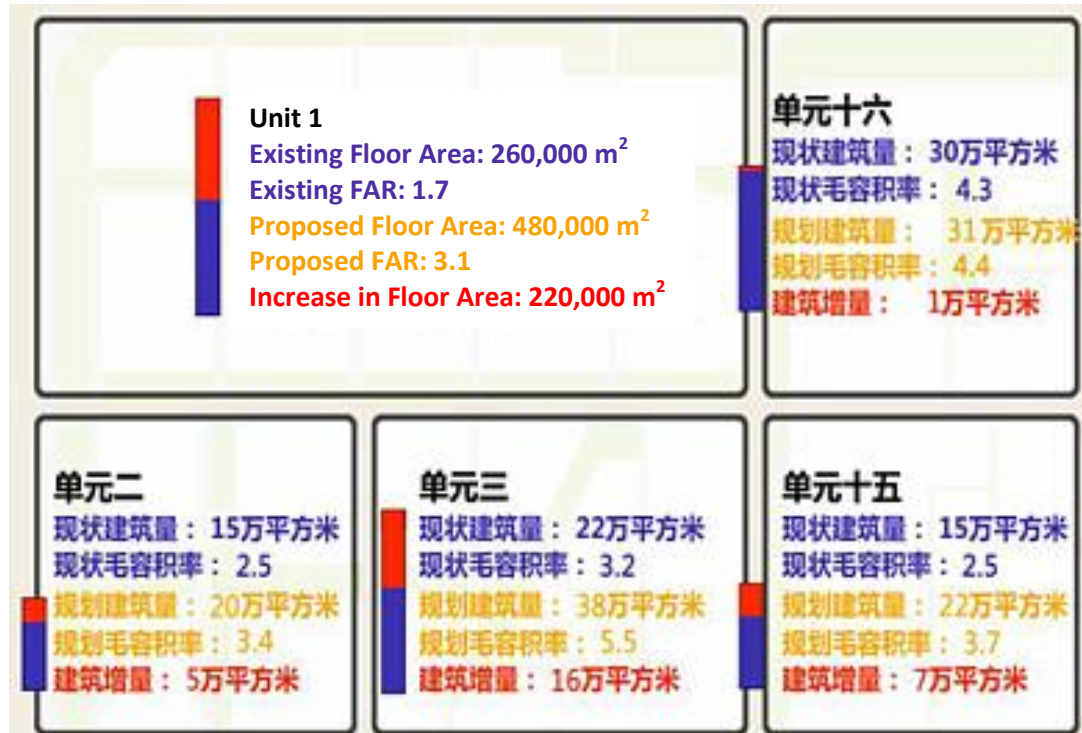 Unit 1
Existing Floor Area: 260,000 m²
Existing FAR: 1.7
Proposed Floor Area: 480,000 m²
Proposed FAR: 3.1
Increase in Floor Area: 220,000 m²
单元十六
现状建筑量： 30万平方米
现状毛容积率： 4.3
规划建筑量： 31万平方米
规划毛容积率： 4.4
建筑增量： 1万平方米
单元二
现状建筑量： 15万平方米
现状毛容积率： 2.5
规划建筑量： 20万平方米
规划毛容积率： 3.4
建筑增量： 5万平方米
单元三
现状建筑量： 22万平方米
现状毛容积率： 3.2
规划建筑量： 38万平方米
规划毛容积率： 5.5
建筑增量： 16万平方米
单元十五
现状建筑量： 15万平方米
现状毛容积率： 2.5
规划建筑量： 22万平方米
规划毛容积率： 3.7
建筑增量： 7万平方米